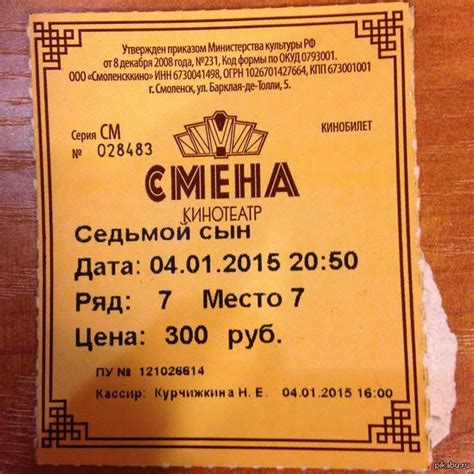 Утвержден приказом Министерства культуры РФ
от 8 декабря 2008 года, №231, Код формы по ОКУД 0793001.
ООО «Смоленсккино» ИНН 6730041498, ОГРН 1026701427664, КПП 673001001
г. Смоленск, ул. Барклая-де-Толли, 5.
Серия СМ
№ 028483
КИНОБИЛЕТ
СМЕНА
КИНОТЕАТР
Седьмой сын
Дата: 04.01.2015 20:50
Ряд: 7 Место 7
Цена: 300 руб.
ПУ № 121026614
Кассир: Курчижкина Н. Е. 04.01.2015 16:00
pikabu.ru